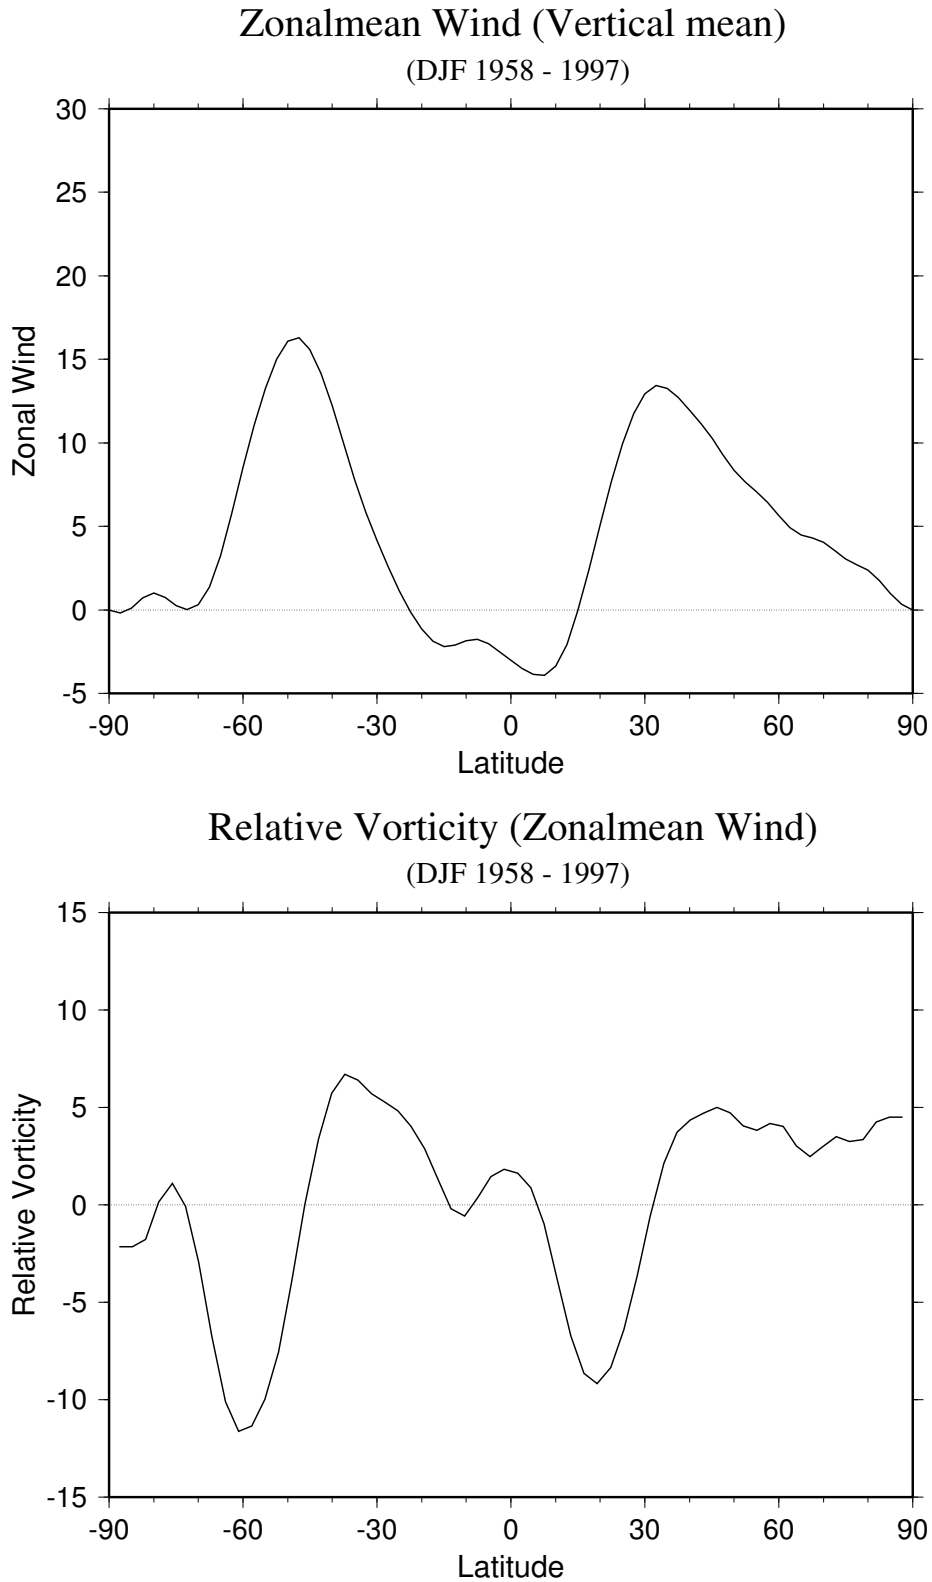 Zonalmean Wind (Vertical mean)
(DJF 1958 - 1997)
30
25
20
15
10
5
0
-5
Zonal Wind
-90 -60 -30 0 30 60 90
Latitude
Relative Vorticity (Zonalmean Wind)
(DJF 1958 - 1997)
15
10
5
0
-5
-10
-15
Relative Vorticity
-90 -60 -30 0 30 60 90
Latitude